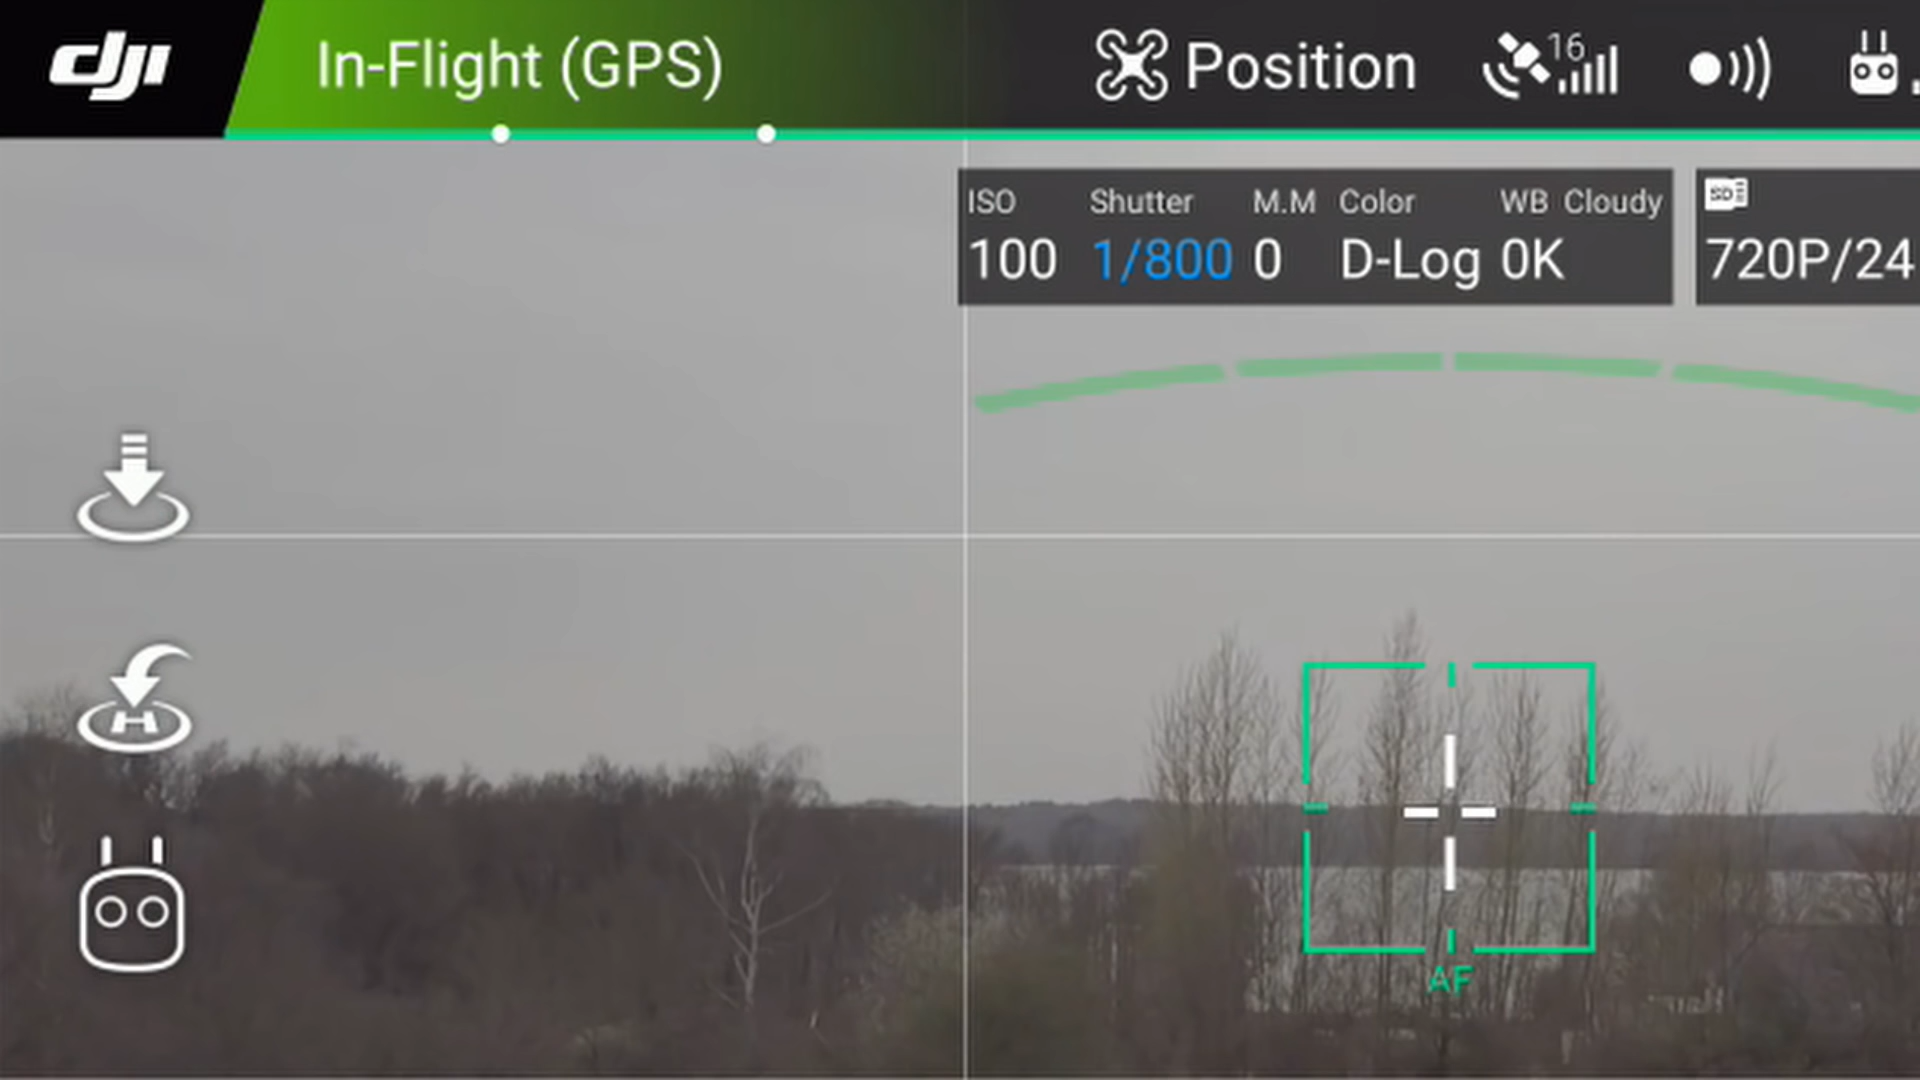 dji In-Flight (GPS) Position 16
ISO Shutter M.M Color WB Cloudy SD
100 1/800 0 D-Log 0K 720P/24
H
AF